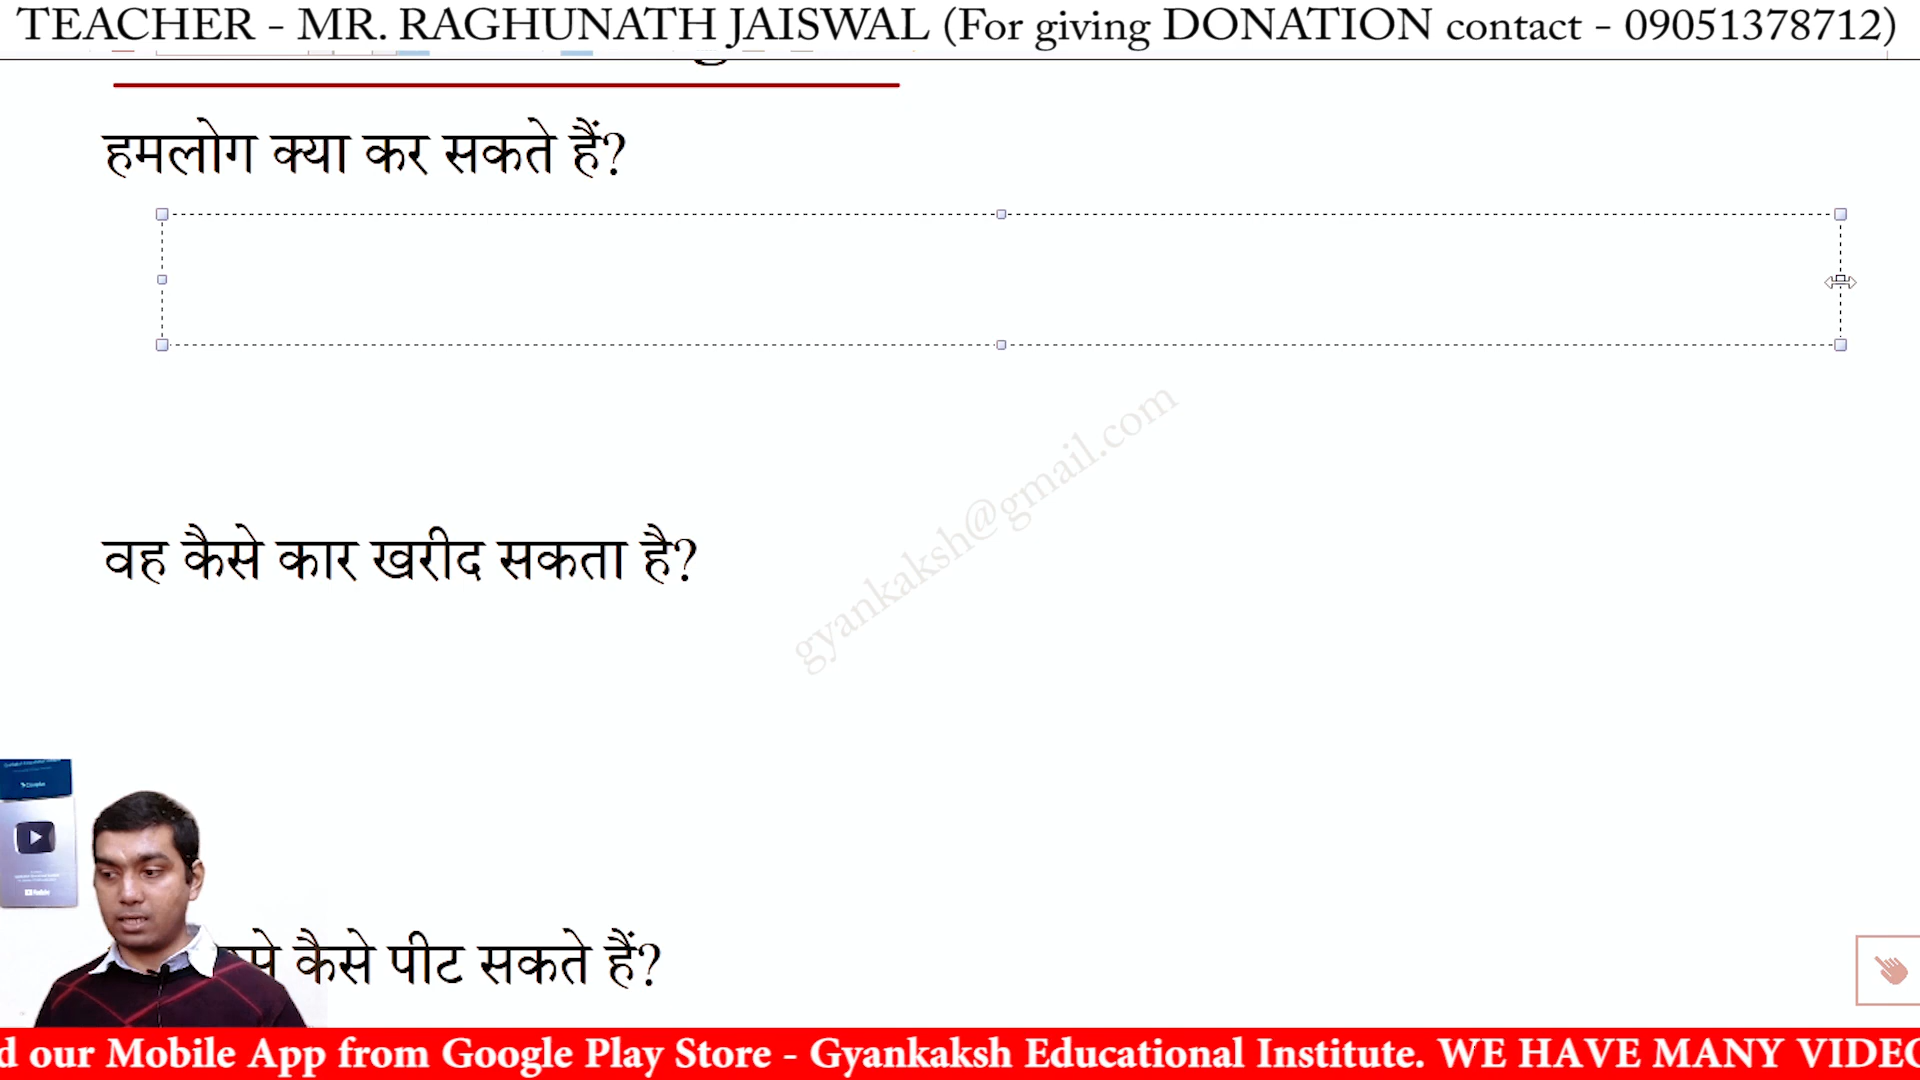 TEACHER - MR. RAGHUNATH JAISWAL (For giving DONATION contact - 09051378712)
हमलोग क्या कर सकते हैं?
gyankaksh@gmail.com
वह कैसे कार खरीद सकता है?
कैसे पीट सकते हैं?
our Mobile App from Google Play Store - Gyankaksh Educational Institute. WE HAVE MANY